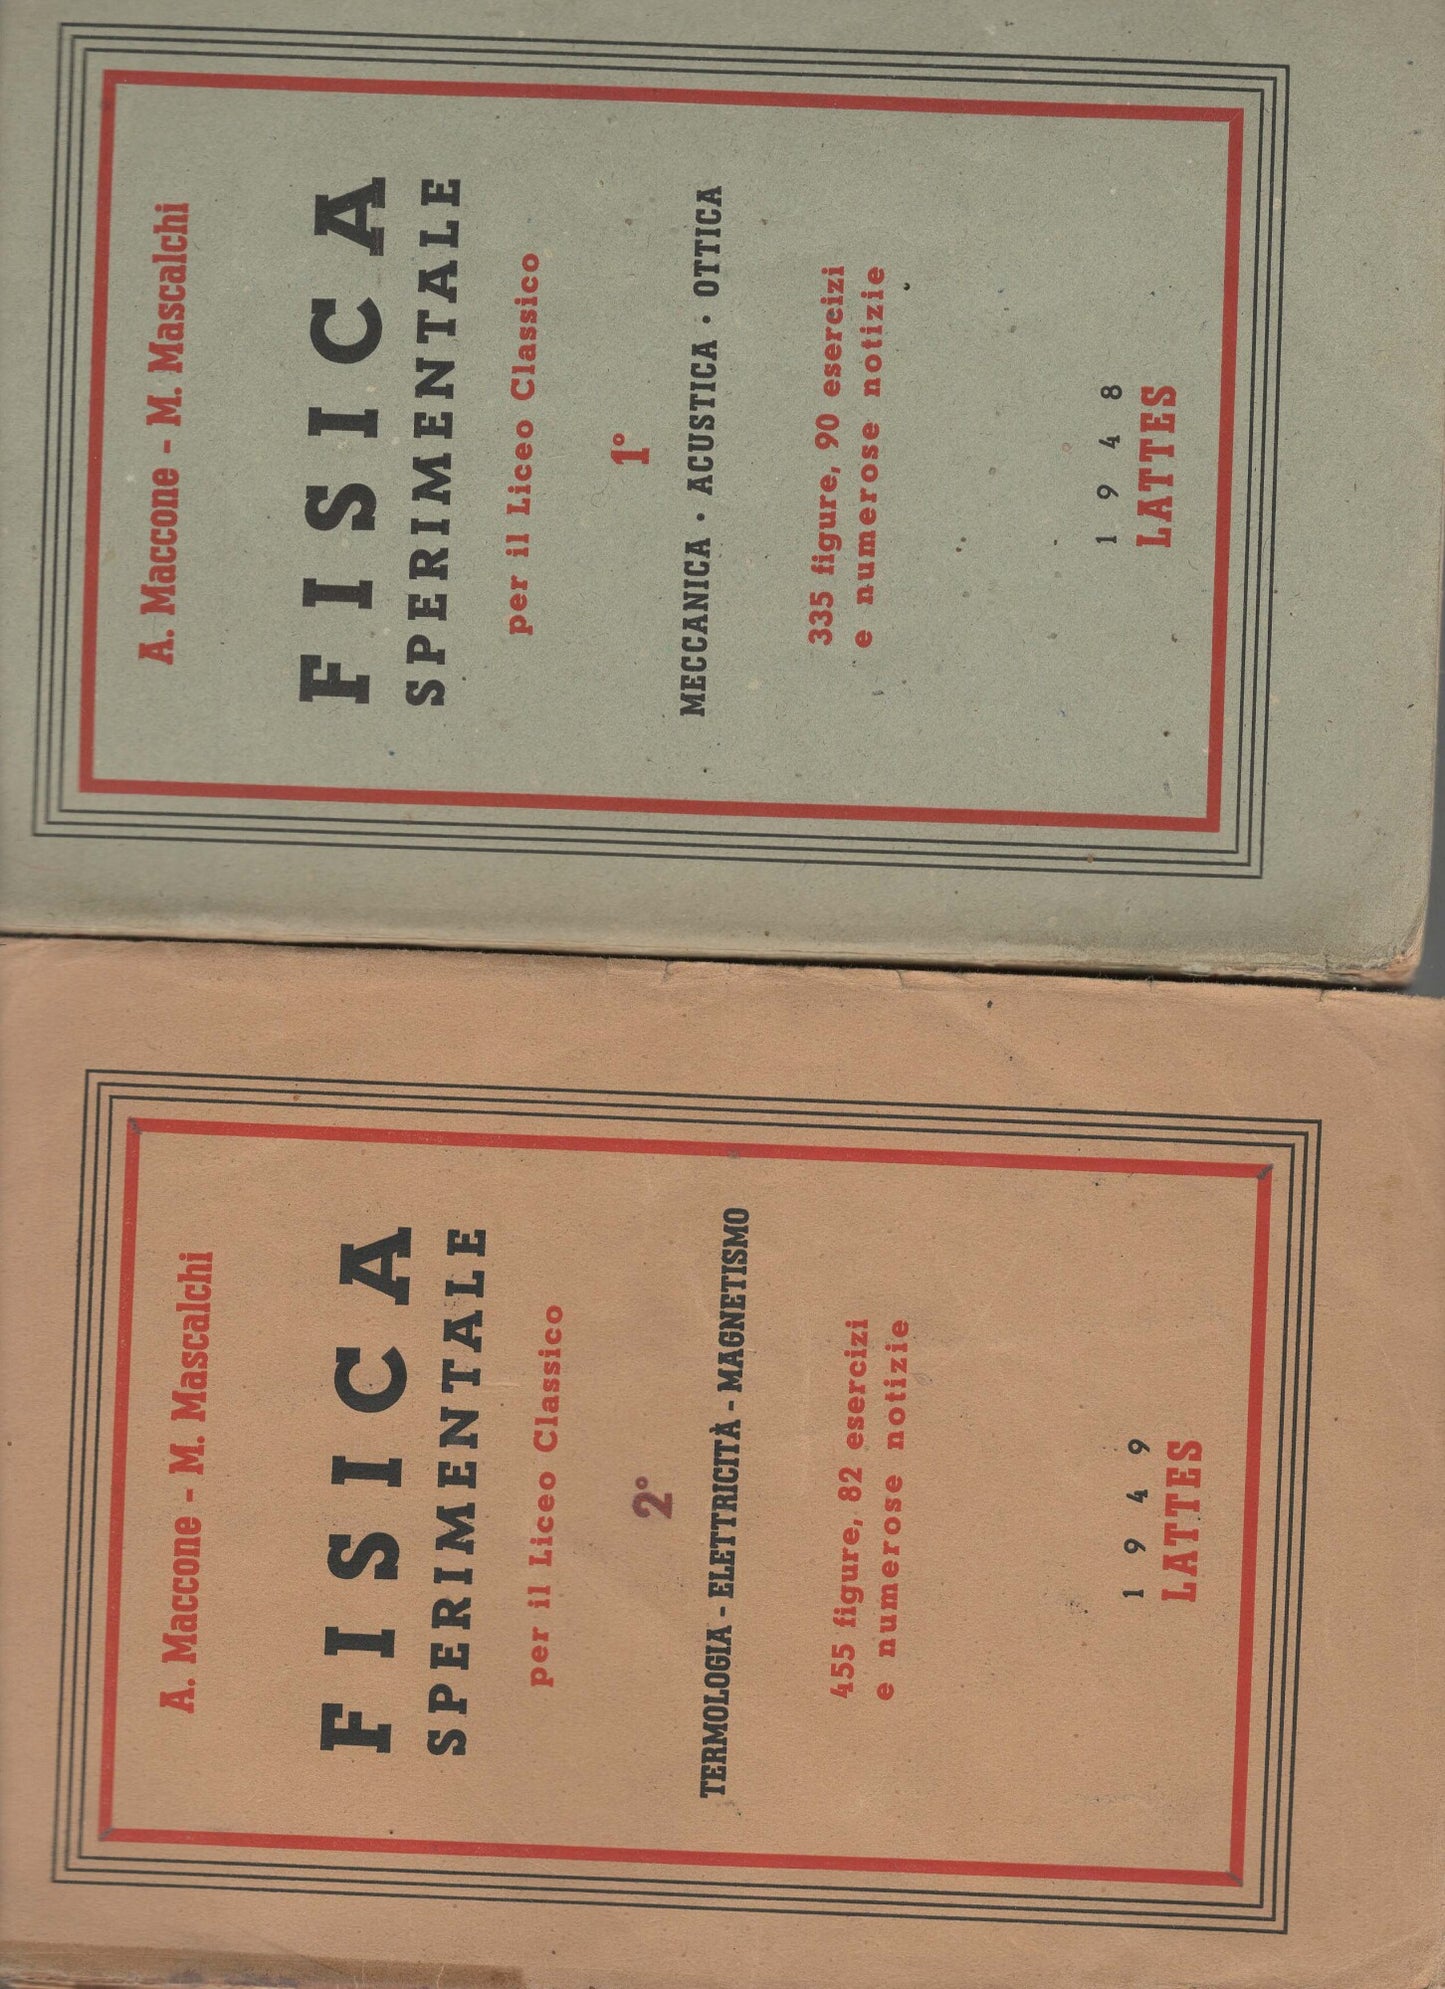 A. Maccone - M. Mascalchi
FISICA
SPERIMENTALE
per il Liceo Classico
1°
MECCANICA · ACUSTICA · OTTICA
335 figure, 90 esercizi
e numerose notizie
1948
LATTES
A. Maccone - M. Mascalchi
FISICA
SPERIMENTALE
per il Liceo Classico
2°
TERMOLOGIA - ELETTRICITÀ - MAGNETISMO
455 figure, 82 esercizi
e numerose notizie
1949
LATTES